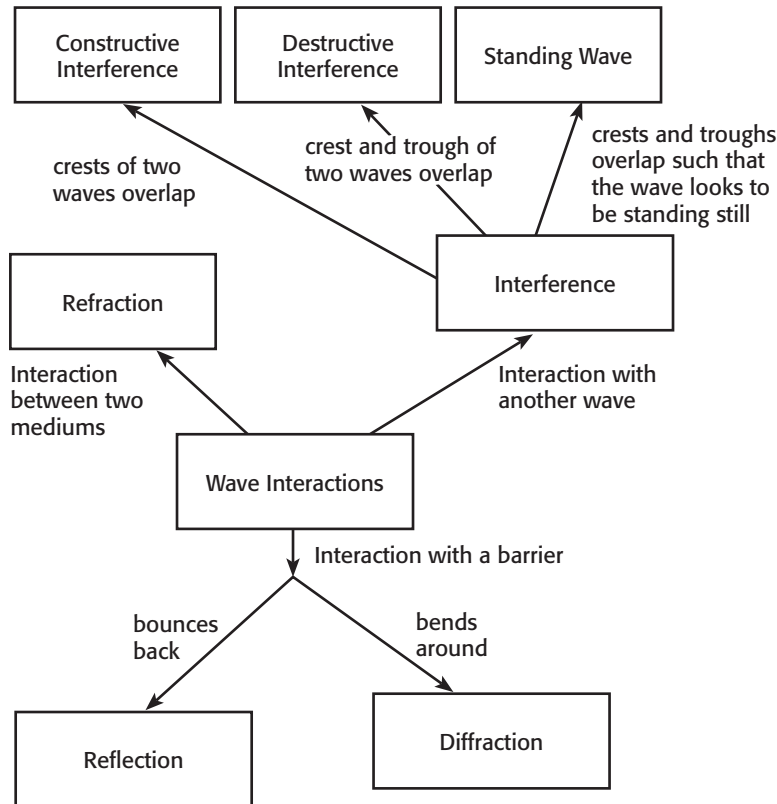 Constructive
Interference
Destructive
Interference
Standing Wave
crests of two
waves overlap
crest and trough of
two waves overlap
crests and troughs
overlap such that
the wave looks to
be standing still
Refraction
Interference
Interaction
between two
mediums
Interaction with
another wave
Wave Interactions
Interaction with a barrier
bounces
back
bends
around
Reflection
Diffraction